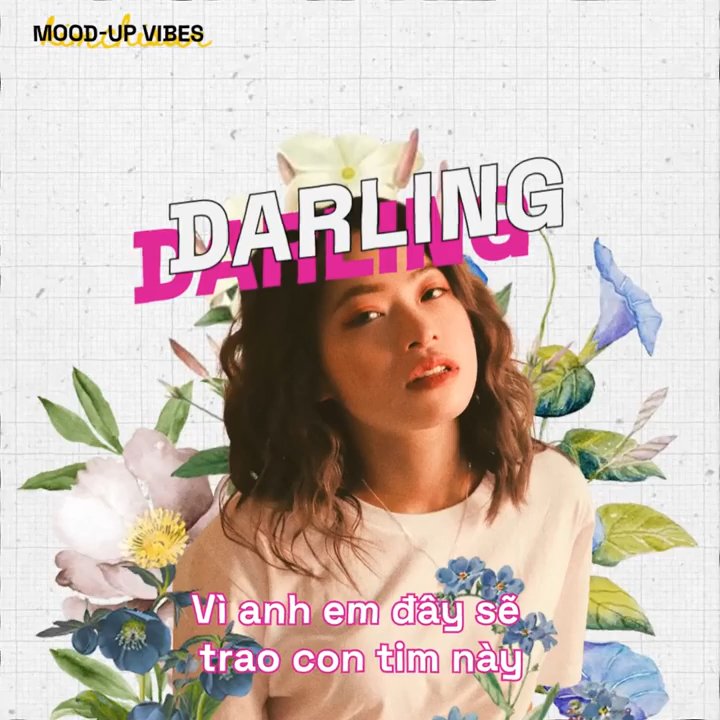 MOOD-UP VIBES
DARLING
DARLING
Vì anh em đây sẽ
trao con tim này